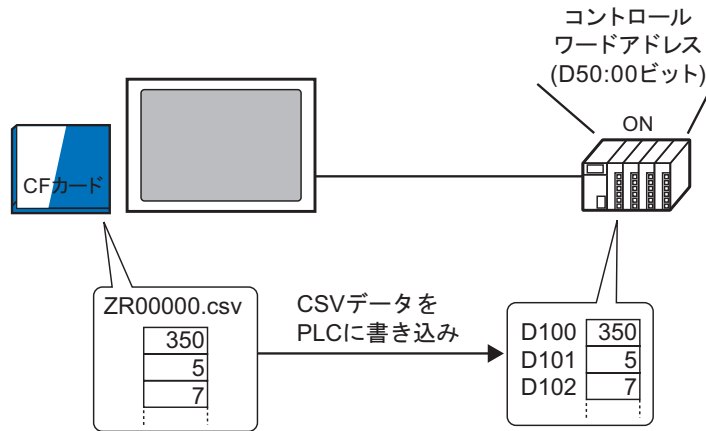 コントロール
ワードアドレス
(D50:00ビット)
ON
CFカード
ZR00000.csv
350
5
7
CSVデータを
PLCに書き込み
D100 350
D101 5
D102 7